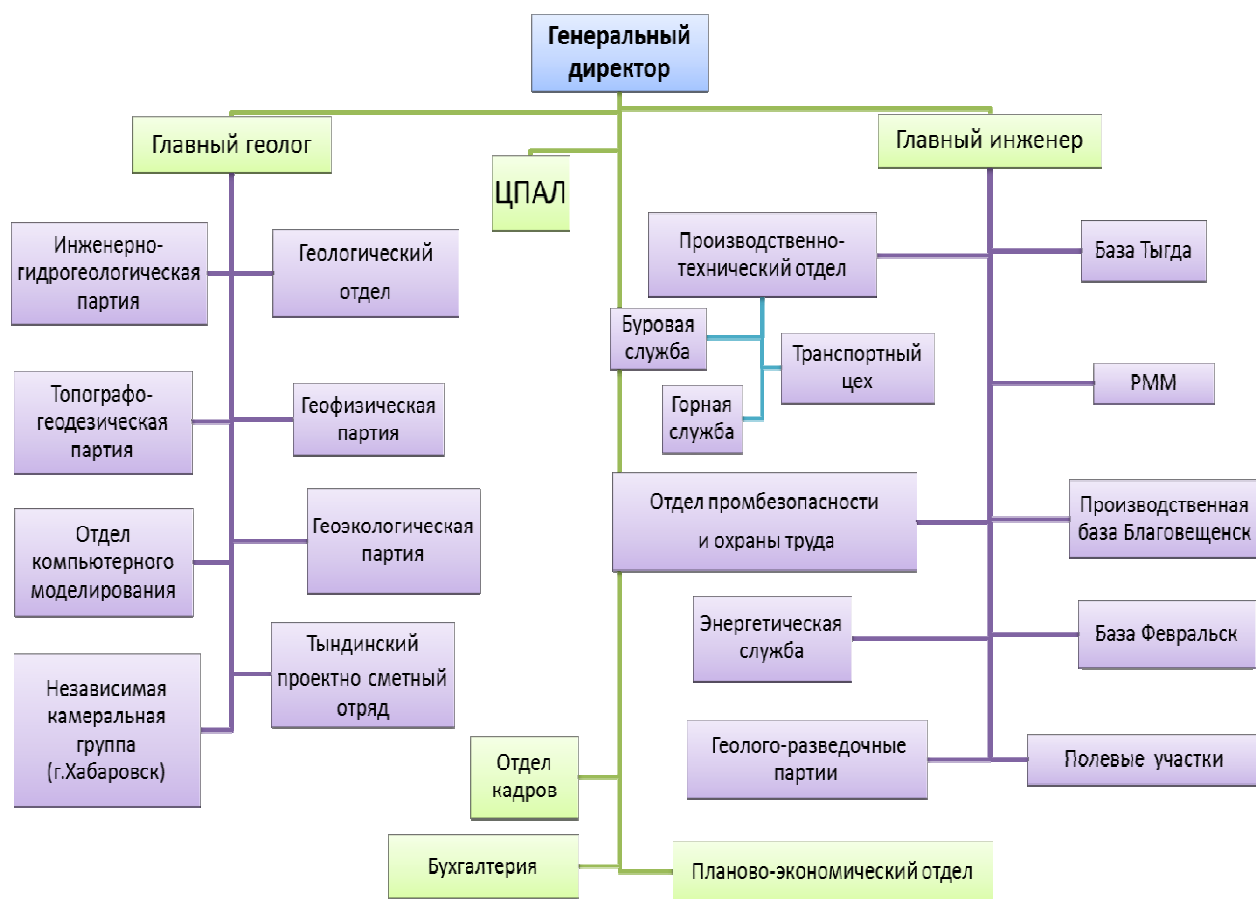 Генеральный
директор
Главный геолог
ЦПАЛ
Главный инженер
Инженерно-
гидрогеологическая
партия
Геологический
отдел
Топографо-
геодезическая
партия
Геофизическая
партия
Отдел
компьютерного
моделирования
Геоэкологическая
партия
Независимая
камеральная
группа
(г.Хабаровск)
Тындинский
проектно сметный
отряд
Производственно-
технический отдел
Буровая
служба
Транспортный
цех
Горная
служба
Отдел промбезопасности
и охраны труда
Энергетическая
служба
Геолого-разведочные
партии
База Тыгда
РММ
Производственная
база Благовещенск
База Февральск
Полевые участки
Отдел
кадров
Бухгалтерия
Планово-экономический отдел